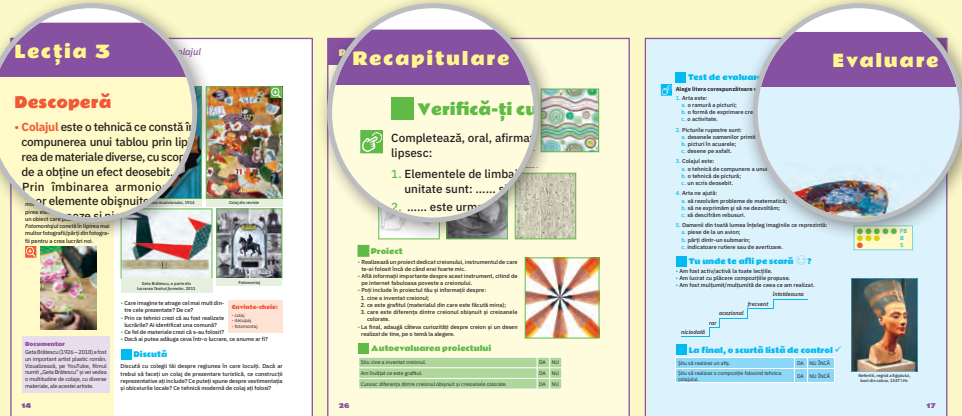 Lecția 3
colajul
Descoperă
• Colajul este o tehnică ce constă în
compunerea unui tablou prin lipi
rea de materiale diverse, cu scop
de a obține un efect deosebit.
Prin îmbinarea armonio
elemente obișnuite
un obiect care
Fotomontajul constă în lipirea mai
multor fotografii/părți din fotogra-
fii pentru a crea lucrări noi.
Colaj din reviste
Geta Brătescu, o parte din
lucrarea Jocul formelor, 2011
Fotomontaj
• Care imagine te atrage cel mai mult din-
tre cele prezentate? De ce?
• Prin ce tehnici crezi că au fost realizate
lucrările? Ai identificat una comună?
• Ce fel de materiale crezi că s-au folosit?
• Dacă ai putea adăuga ceva într-o lucrare, ce anume ar fi?
Cuvinte-cheie:
- colaj
- decupaj
- fotomontaj
Documentar
Geta Brătescu (1926 – 2018) a fost
un important artist plastic român.
Vizualizează, pe YouTube, filmul
numit „Geta Brătescu" și vei vedea
o multitudine de colaje, cu diverse
materiale, ale acestei artiste.
Discută
Discută cu colegii tăi despre regiunea în care locuiți. Dacă ar
trebui să faceți un colaj de prezentare turistică, ce construcții
reprezentative ați include? Ce puteți spune despre vestimentația
și obiceiurile locale? Ce tehnică modernă de colaj ați folosi?
14
Recapitulare
Verifică-ți cu
Completează, oral, afirma
lipsesc:
1. Elementele de limbaj
unitate sunt: ......
2. ...... este urm
Proiect
• Realizează un proiect dedicat creionului, instrumentul de care
te-ai folosit încă de când erai foarte mic.
• Află informații importante despre acest instrument, citind de
pe internet fabuloasa poveste a creionului.
• Poți include în proiectul tău și informații despre:
1. cine a inventat creionul;
2. ce este grafitul (materialul din care este făcută mina);
3. care este diferența dintre creionul obișnuit și creioanele
colorate.
• La final, adaugă câteva curiozități despre creion și un desen
realizat de tine, pe o temă la alegere.
Autoevaluarea proiectului
Știu cine a inventat creionul. DA NU
Am învățat ce este grafitul. DA NU
Cunosc diferența dintre creionul obișnuit și creioanele colorate. DA NU
26
Evaluare
Test de evaluare
Alege litera corespunzătoare
1. Arta este:
a. o ramură a picturii;
b. o formă de exprimare
c. o activitate.
2. Picturile rupestre sunt:
a. desenele oamenilor primit
b. picturi în acuarele;
c. desene pe asfalt.
3. Colajul este:
a. o tehnică de compunere a unui
b. o tehnică de pictură;
c. un scris deosebit.
4. Arta ne ajută:
a. să rezolvăm probleme de matematică;
b. să ne exprimăm și să ne dezvoltăm;
c. să descifrăm rebusuri.
5. Oamenii din toată lumea înțeleg imaginile ce reprezintă:
a. piese de la un avion;
b. părți dintr-un submarin;
c. indicatoare rutiere sau de avertizare.
FB
B
S
Tu unde te afli pe scară ?
• Am fost activ/activă la toate lecțiile.
• Am lucrat cu plăcere compozițiile propuse.
• Am fost mulțumit/mulțumită de ceea ce am realizat.
întotdeauna
frecvent
ocazional
rar
niciodată
La final, o scurtă listă de control ✓
Știu să realizez un afiș. DA NU ÎNCĂ
Știu să realizez o compoziție folosind tehnica
colajului. DA NU ÎNCĂ
Nefertiti, regină a Egiptului,
bust din calcar, 1347 î.Hr.
17